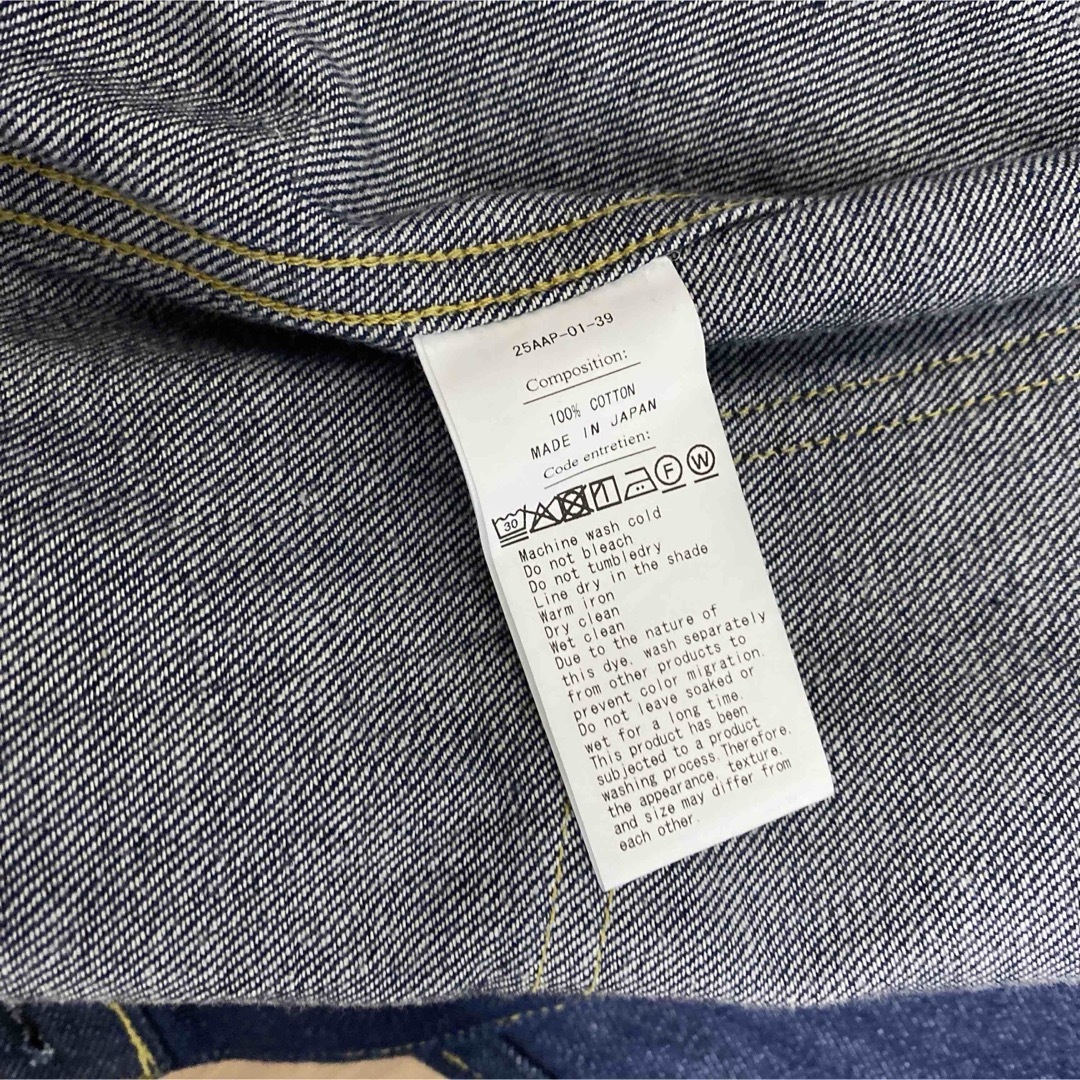 25AAP-01-39
Composition:
100% COTTON
MADE IN JAPAN
Code entretien:
30 F W
Machine wash cold
Do not bleach
Do not tumbledry
Line dry in the shade
Warm iron
Dry clean
Wet clean
Due to the nature of
this dye, wash separately
from other products to
prevent color migration.
Do not leave soaked or
wet for a long time.
This product has been
subjected to a product
washing process.Therefore,
the appearance, texture,
and size may differ from
each other.